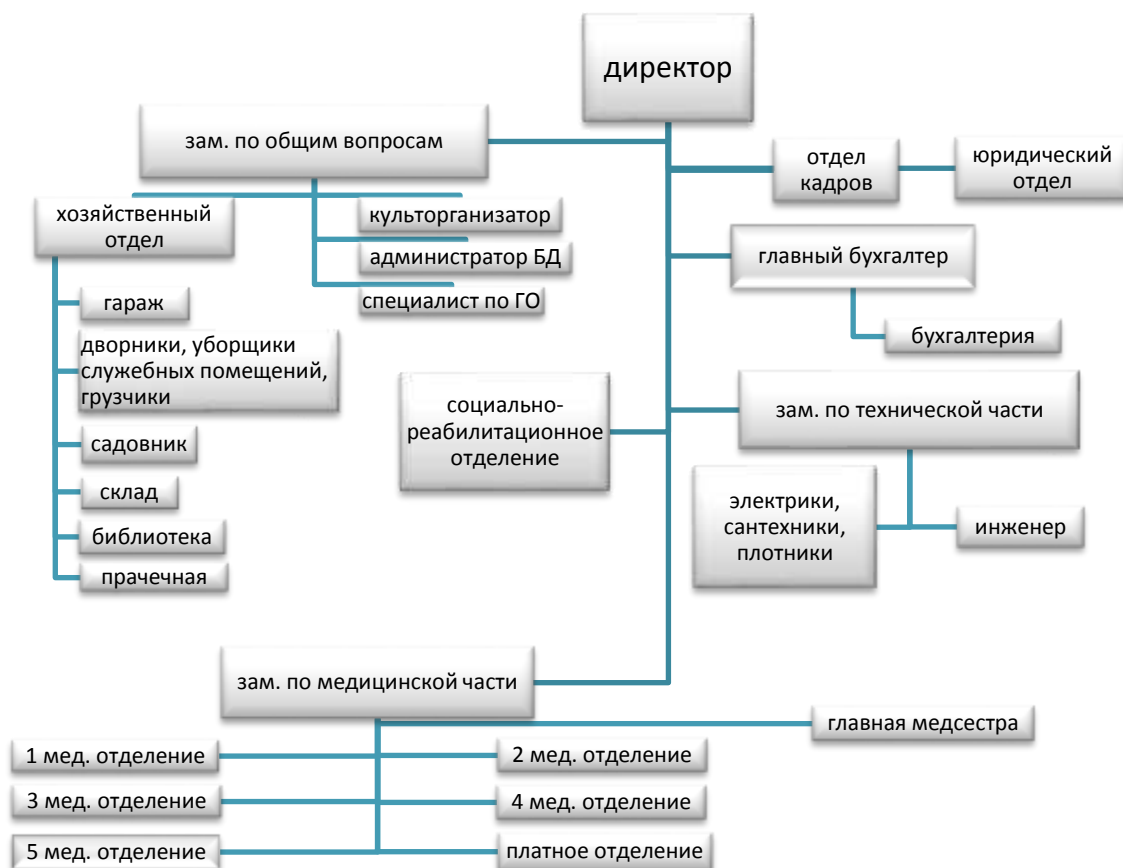 директор
зам. по общим вопросам
отдел
кадров
юридический
отдел
хозяйственный
отдел
культорганизатор
администратор БД
специалист по ГО
главный бухгалтер
бухгалтерия
гараж
дворники, уборщики
служебных помещений,
грузчики
садовник
склад
библиотека
прачечная
социально-
реабилитационное
отделение
зам. по технической части
электрики,
сантехники,
плотники
инженер
зам. по медицинской части
главная медсестра
1 мед. отделение
2 мед. отделение
3 мед. отделение
4 мед. отделение
5 мед. отделение
платное отделение